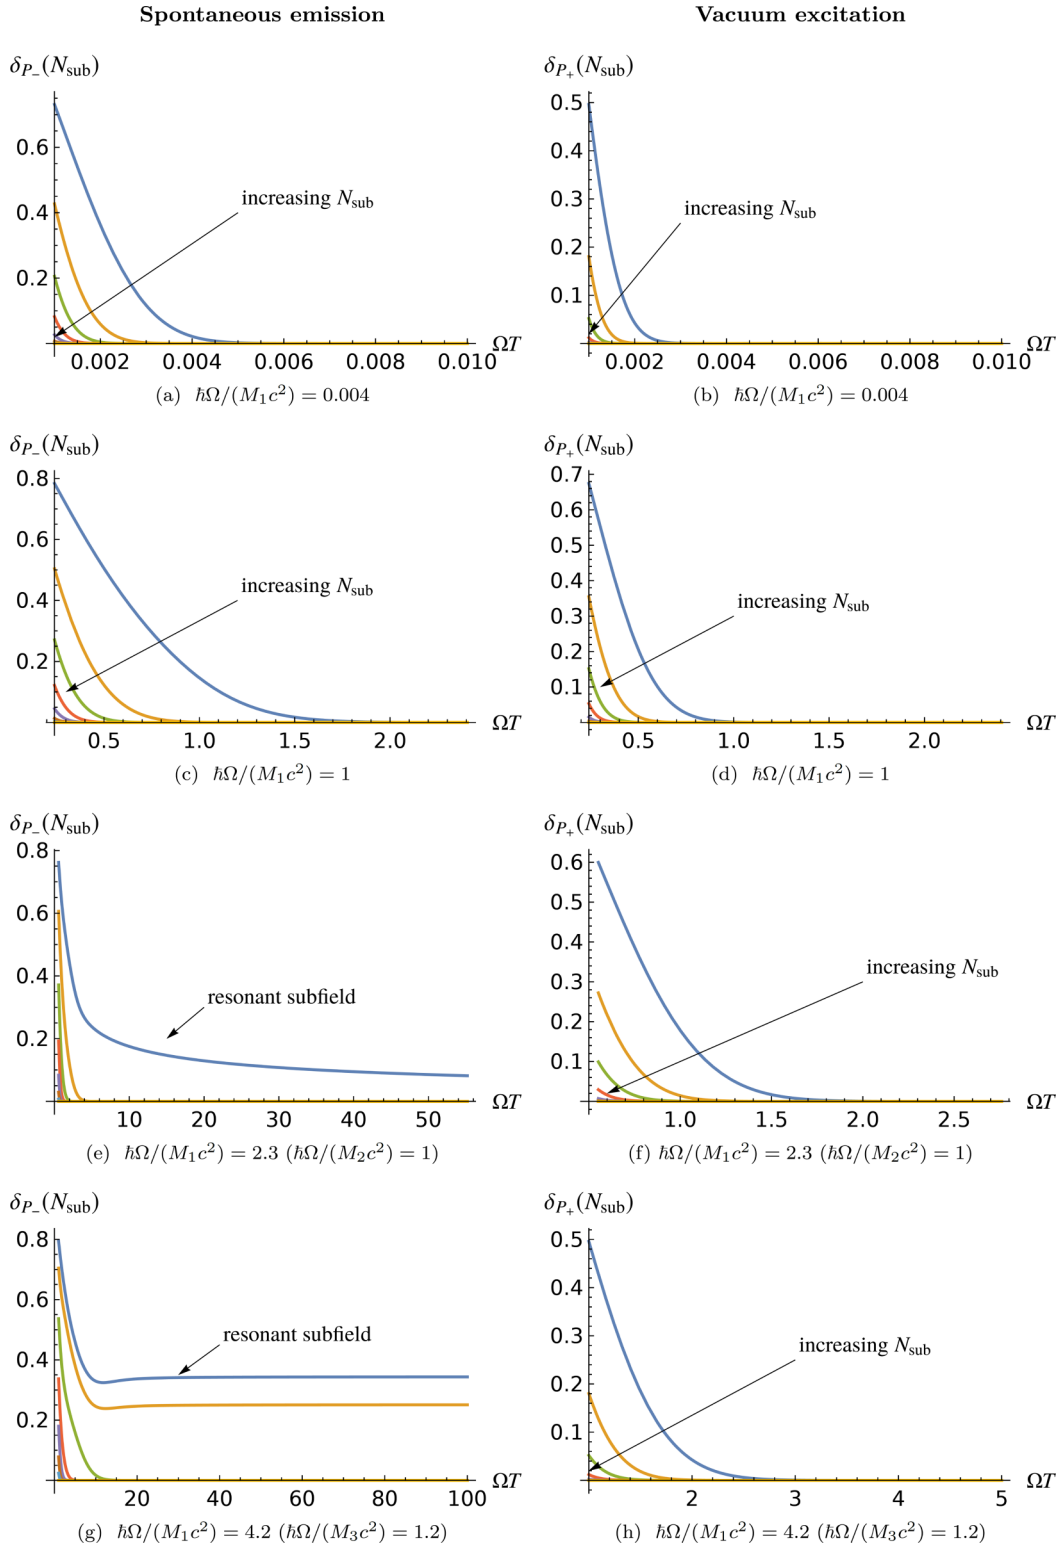 Spontaneous emission Vacuum excitation
δ_{P_−}(N_sub) δ_{P_+}(N_sub)
0.6
0.4
0.2
increasing N_sub
0.002 0.004 0.006 0.008 0.010 ΩT
0.5
0.4
0.3
0.2
0.1
increasing N_sub
0.002 0.004 0.006 0.008 0.010 ΩT
(a) ℏΩ/(M_1c^2) = 0.004 (b) ℏΩ/(M_1c^2) = 0.004
δ_{P_−}(N_sub) δ_{P_+}(N_sub)
0.8
0.6
0.4
0.2
increasing N_sub
0.5 1.0 1.5 2.0 ΩT
0.7
0.6
0.5
0.4
0.3
0.2
0.1
increasing N_sub
0.5 1.0 1.5 2.0 ΩT
(c) ℏΩ/(M_1c^2) = 1 (d) ℏΩ/(M_1c^2) = 1
δ_{P_−}(N_sub) δ_{P_+}(N_sub)
0.8
0.6
0.4
0.2
resonant subfield
10 20 30 40 50 ΩT
0.6
0.5
0.4
0.3
0.2
0.1
increasing N_sub
1.0 1.5 2.0 2.5 ΩT
(e) ℏΩ/(M_1c^2) = 2.3 (ℏΩ/(M_2c^2) = 1) (f) ℏΩ/(M_1c^2) = 2.3 (ℏΩ/(M_2c^2) = 1)
δ_{P_−}(N_sub) δ_{P_+}(N_sub)
0.8
0.6
0.4
0.2
resonant subfield
20 40 60 80 100 ΩT
0.5
0.4
0.3
0.2
0.1
increasing N_sub
2 3 4 5 ΩT
(g) ℏΩ/(M_1c^2) = 4.2 (ℏΩ/(M_3c^2) = 1.2) (h) ℏΩ/(M_1c^2) = 4.2 (ℏΩ/(M_3c^2) = 1.2)